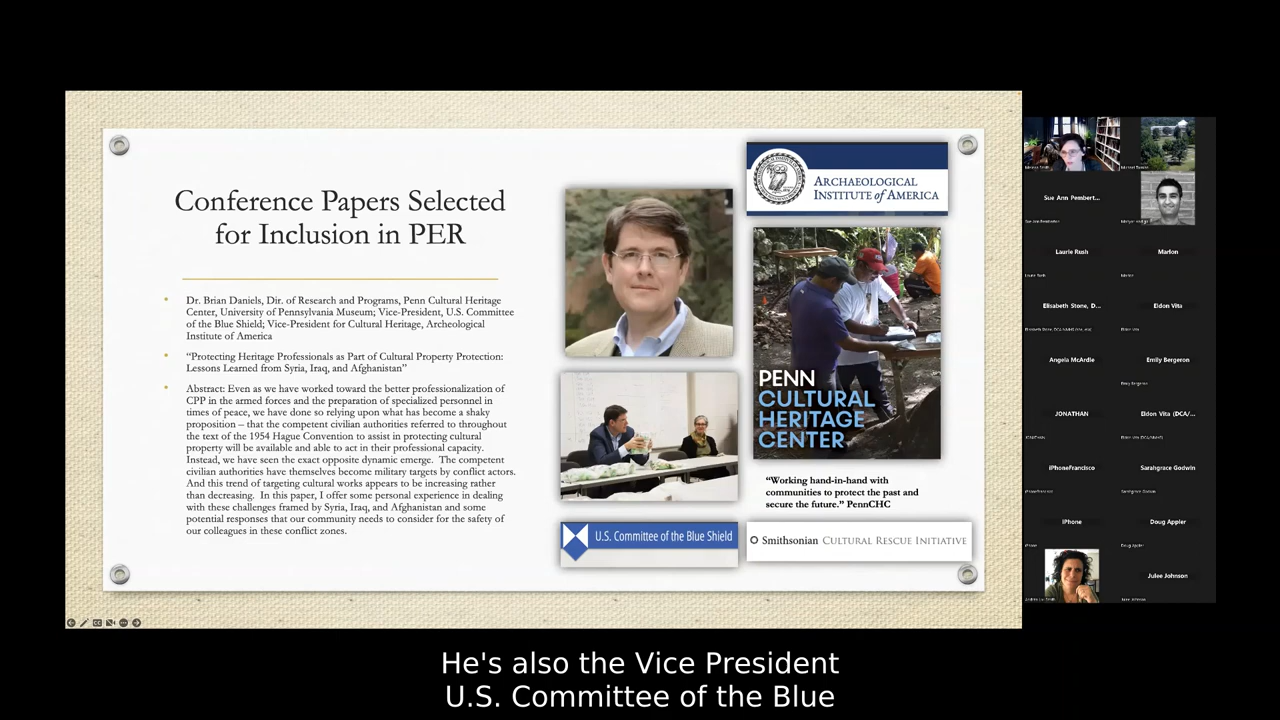 Conference Papers Selected
for Inclusion in PER
Dr. Brian Daniels, Dir. of Research and Programs, Penn Cultural Heritage
Center, University of Pennsylvania Museum; Vice-President, U.S. Committee
of the Blue Shield; Vice-President for Cultural Heritage, Archeological
Institute of America
“Protecting Heritage Professionals as Part of Cultural Property Protection:
Lessons Learned from Syria, Iraq, and Afghanistan”
Abstract: Even as we have worked toward the better professionalization of
CPP in the armed forces and the preparation of specialized personnel in
times of peace, we have done so relying upon what has become a shaky
proposition – that the competent civilian authorities referred to throughout
the text of the 1954 Hague Convention to assist in protecting cultural
property will be available and able to act in their professional capacity.
Instead, we have seen the exact opposite dynamic emerge. The competent
civilian authorities have themselves become military targets by conflict actors.
And this trend of targeting cultural works appears to be increasing rather
than decreasing. In this paper, I offer some personal experience in dealing
with these challenges framed by Syria, Iraq, and Afghanistan and some
potential responses that our community needs to consider for the safety of
our colleagues in these conflict zones.
ARCHAEOLOGICAL
INSTITUTE of AMERICA
PENN
CULTURAL
HERITAGE
CENTER
“Working hand-in-hand with
communities to protect the past and
secure the future.” PennCHC
U.S. Committee of the Blue Shield
Smithsonian CULTURAL RESCUE INITIATIVE
Sue Ann Pembert...
Laurie Rush
Marlon
Elisabeth Stone, D...
Eldon Vita
Angela McArdle
Emily Bergeron
Emily Bergeron
JONATHAN
Eldon Vita (DCA/...
JONATHAN
iPhoneFrancisco
Sarahgrace Godwin
Sarahgrace Godwin
iPhone
Doug Appler
Doug Appler
Julee Johnson
Julee Johnson
He's also the Vice President
U.S. Committee of the Blue